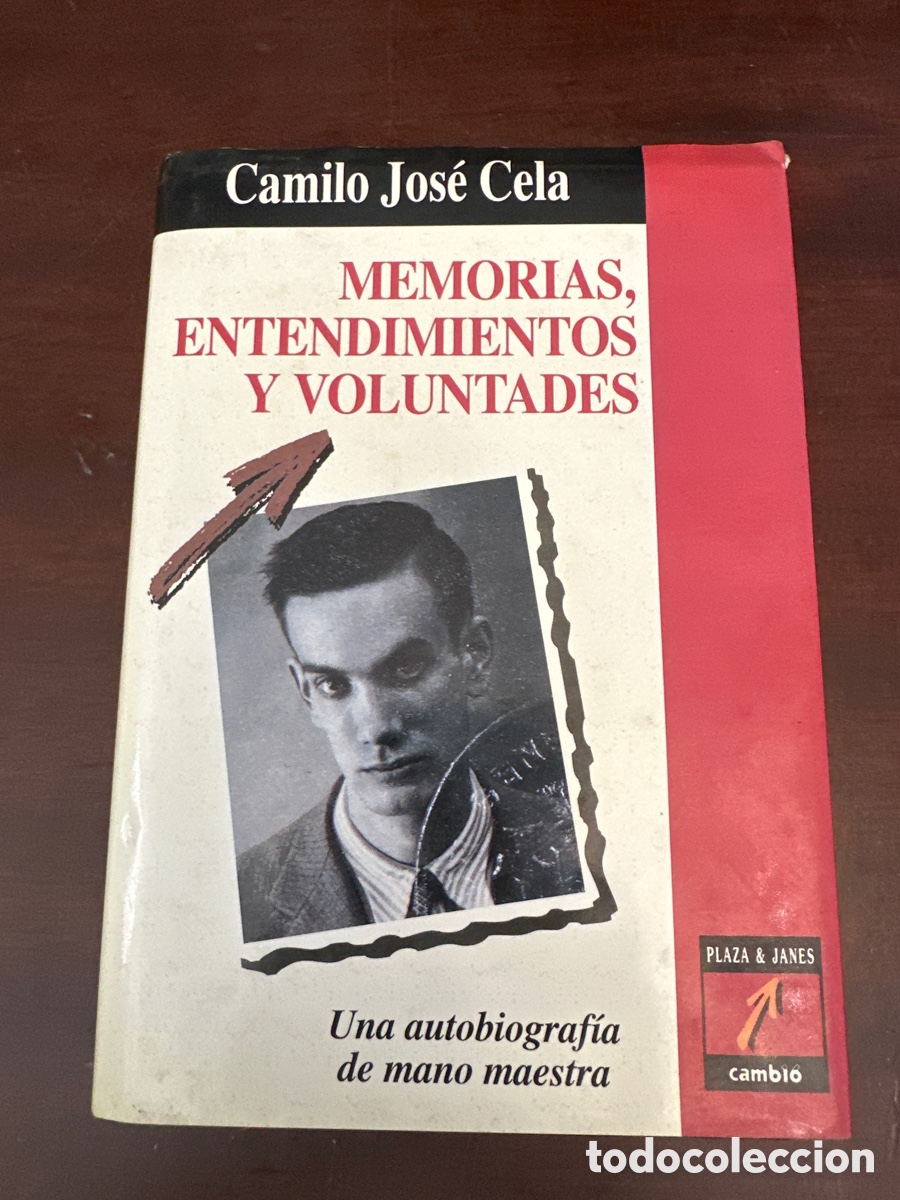 Camilo José Cela
MEMORIAS,
ENTENDIMIENTOS
Y VOLUNTADES
Una autobiografía
de mano maestra
PLAZA & JANES
cambio
todocoleccion